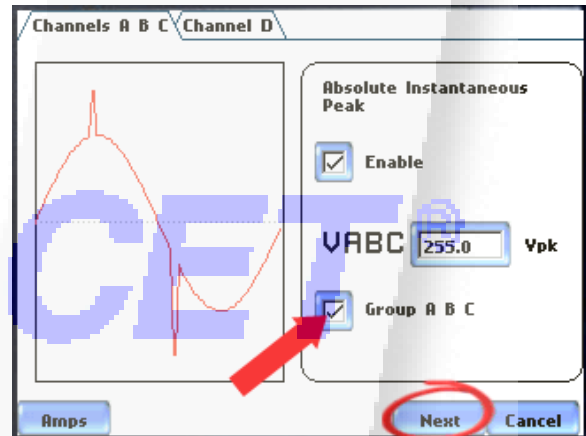 Channels A B C Channel D
Absolute Instantaneous
Peak
Enable
VABC 255.0 Vpk
Group A B C
CET®
Amps Next Cancel